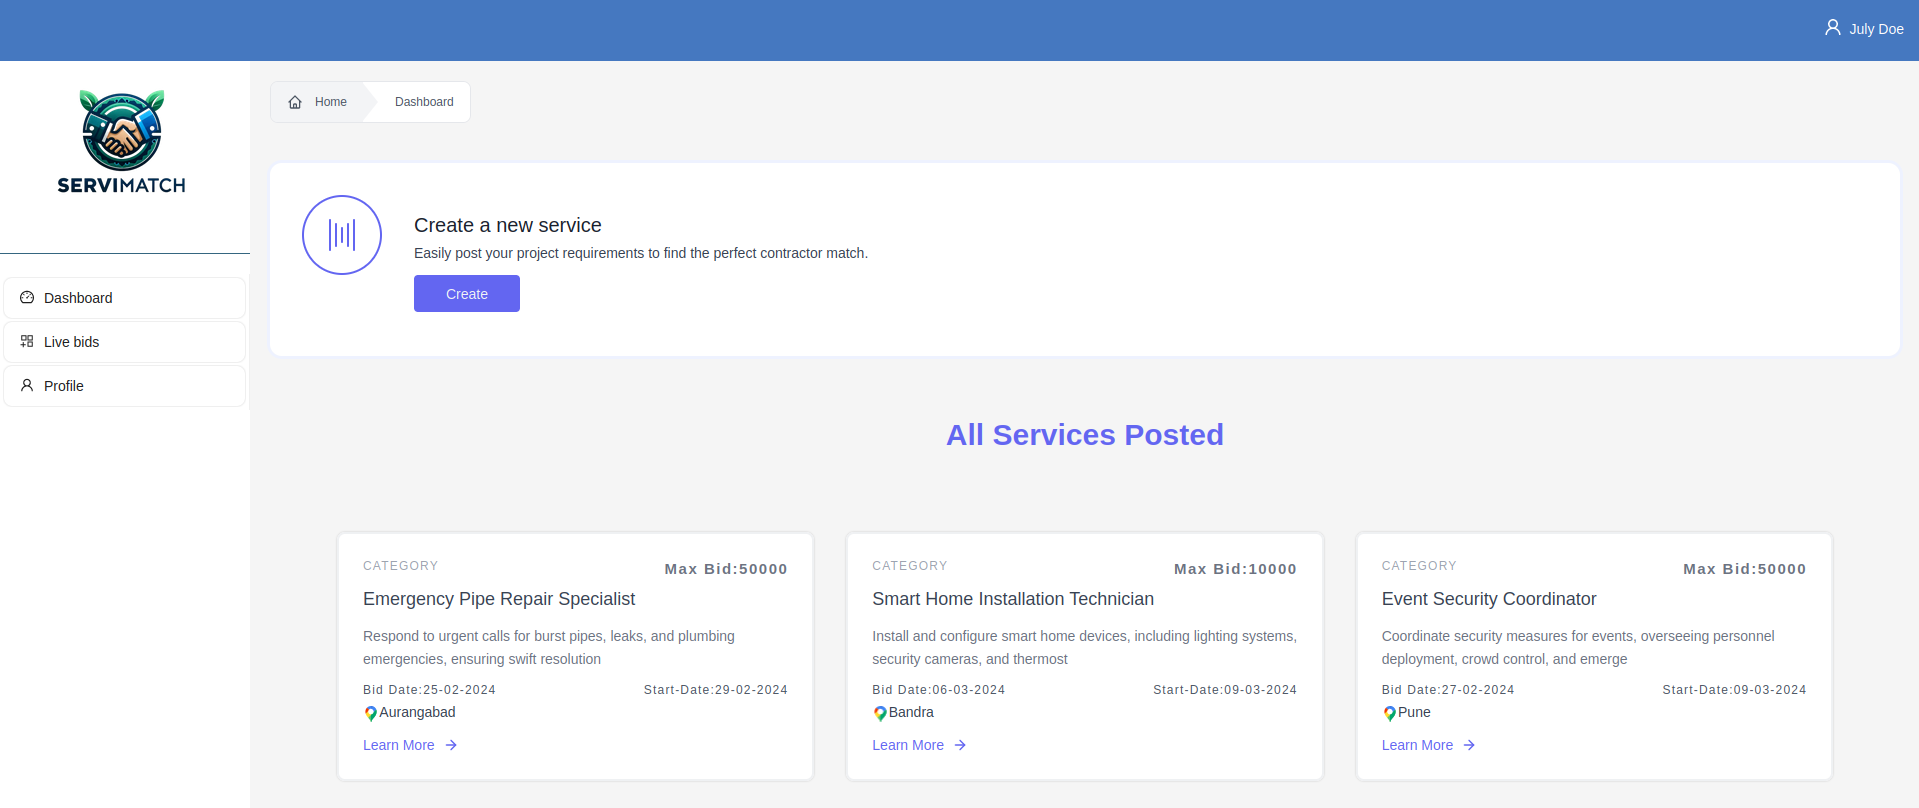 July Doe
SERVIMATCH
Home
Dashboard
Create a new service
Easily post your project requirements to find the perfect contractor match.
Create
Dashboard
Live bids
Profile
All Services Posted
CATEGORY
Max Bid:50000
Emergency Pipe Repair Specialist
Respond to urgent calls for burst pipes, leaks, and plumbing
emergencies, ensuring swift resolution
Bid Date:25-02-2024
Start-Date:29-02-2024
Aurangabad
Learn More
CATEGORY
Max Bid:10000
Smart Home Installation Technician
Install and configure smart home devices, including lighting systems,
security cameras, and thermost
Bid Date:06-03-2024
Start-Date:09-03-2024
Bandra
Learn More
CATEGORY
Max Bid:50000
Event Security Coordinator
Coordinate security measures for events, overseeing personnel
deployment, crowd control, and emerge
Bid Date:27-02-2024
Start-Date:09-03-2024
Pune
Learn More